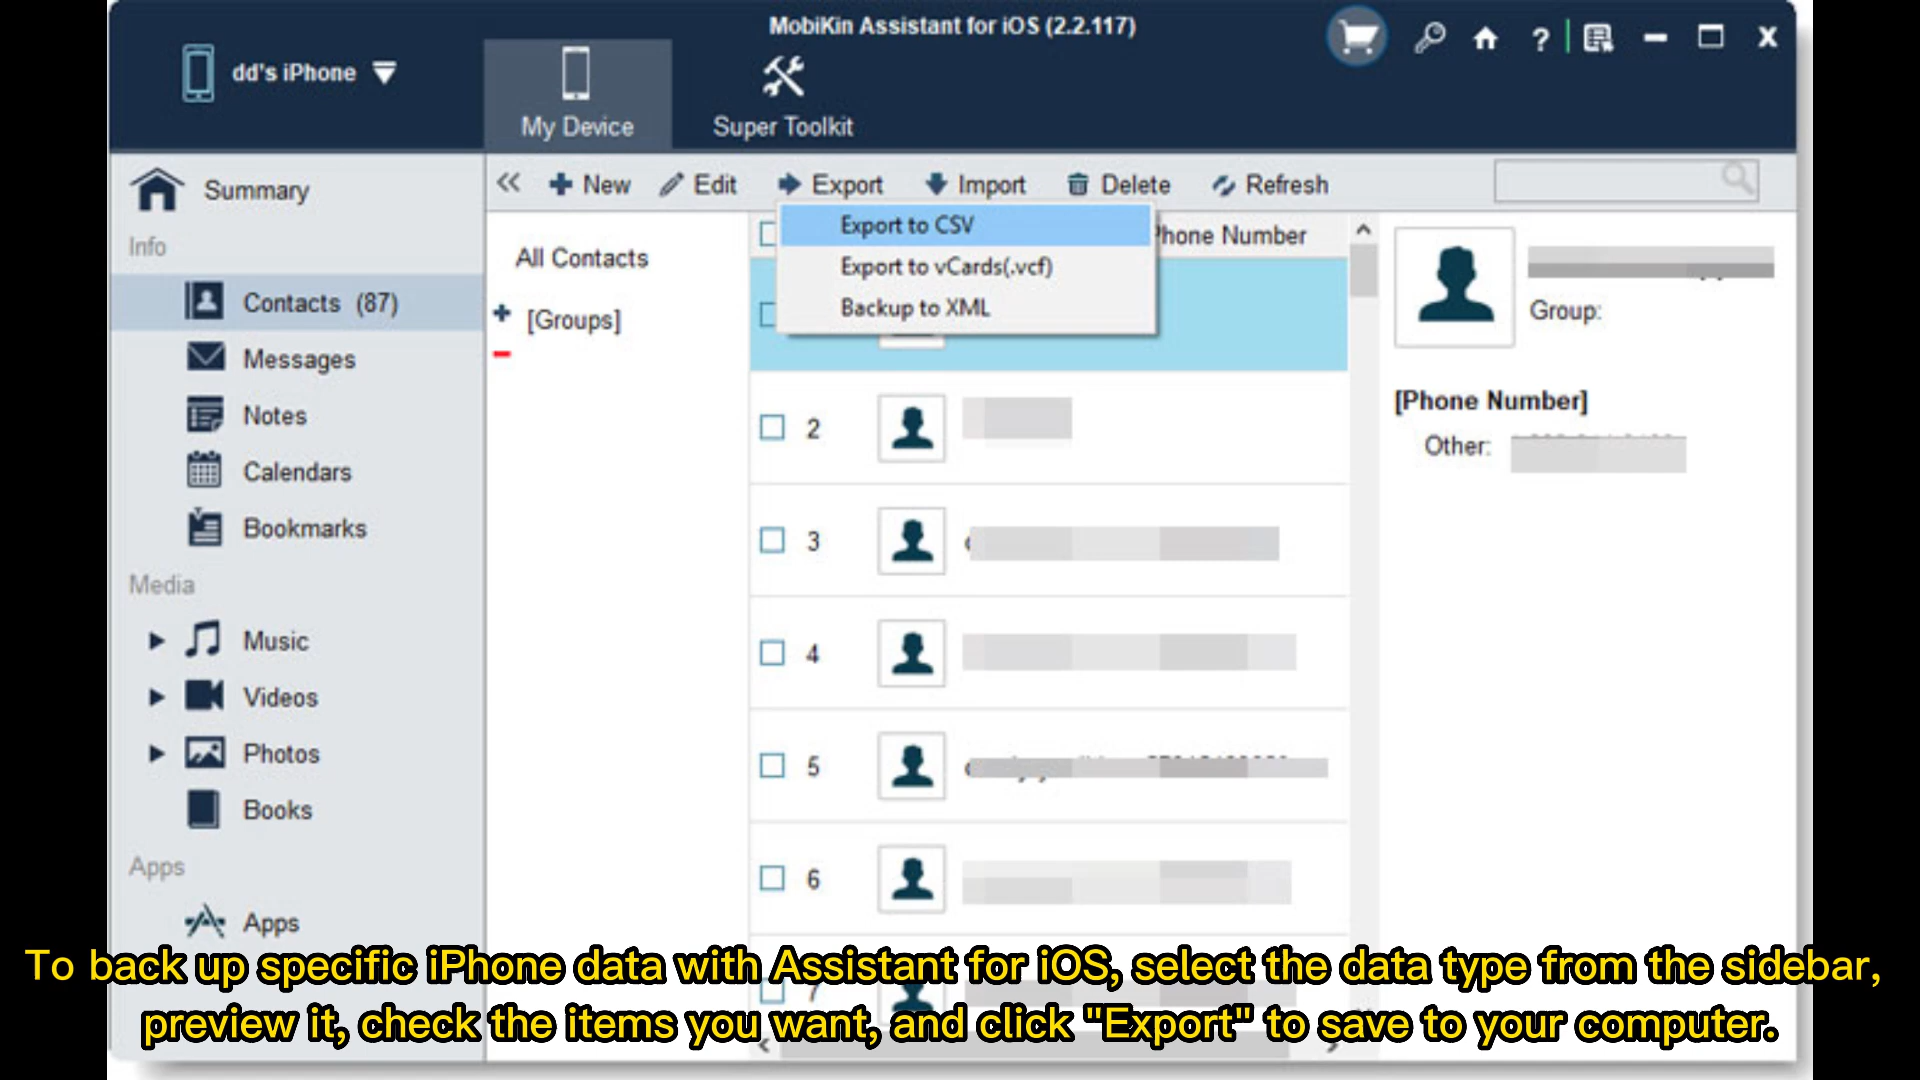 MobiKin Assistant for iOS (2.2.117)
dd's iPhone
My Device
Super Toolkit
?
Summary
« New Edit Export Import Delete Refresh
Info
Export to CSV
Phone Number
All Contacts
Export to vCards(.vcf)
Contacts (87)
Backup to XML
[Groups]
Group:
Messages
[Phone Number]
Notes
2
Other:
Calendars
Bookmarks
3
Media
Music
4
Videos
Photos
5
Books
Apps
6
Apps
7
To back up specific iPhone data with Assistant for iOS, select the data type from the sidebar,
preview it, check the items you want, and click "Export" to save to your computer.